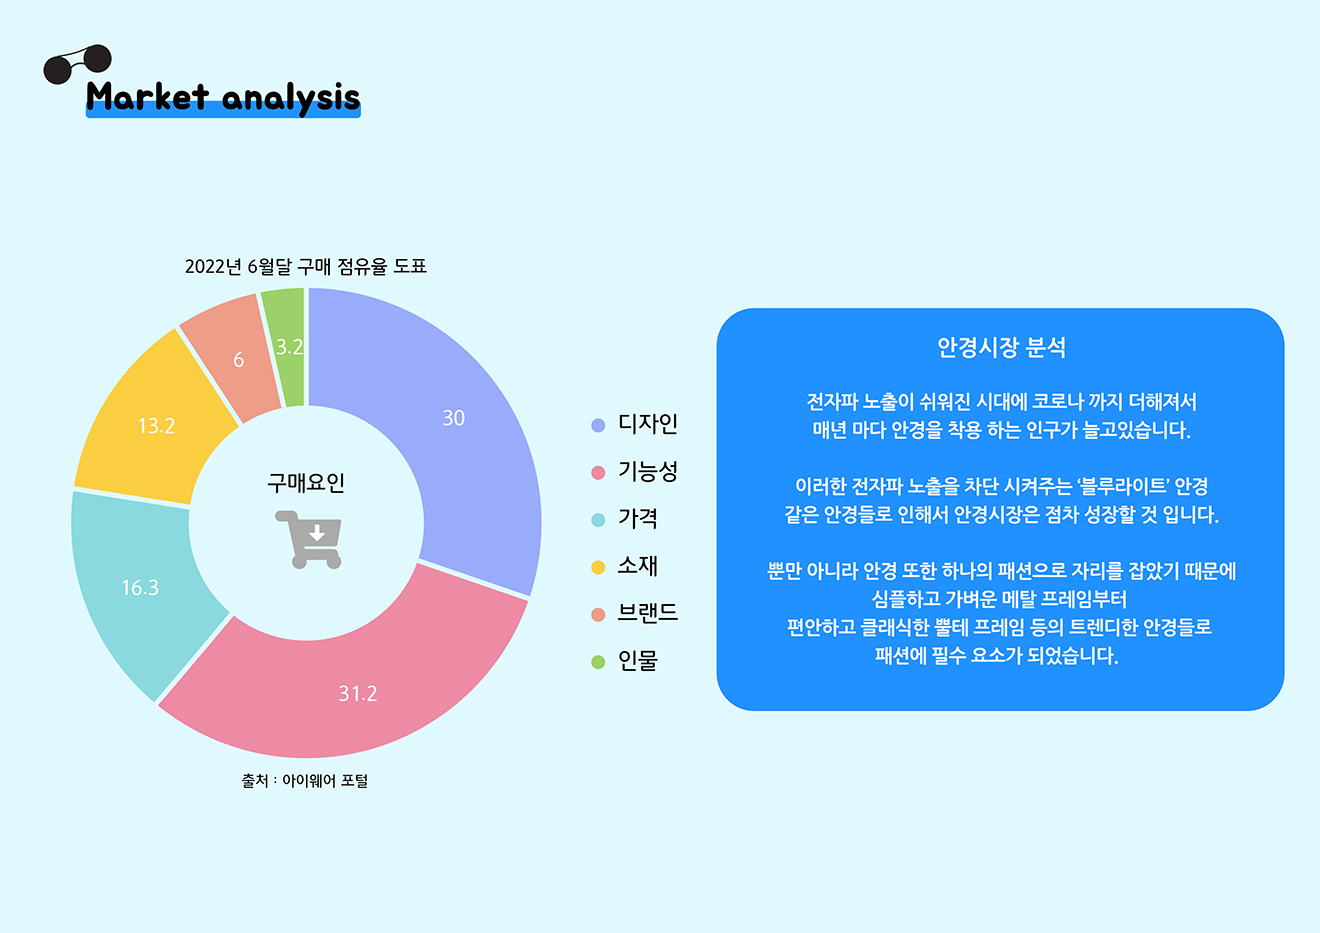 Market analysis
2022년 6월달 구매 점유율 도표
30
31.2
16.3
13.2
6
3.2
구매요인
디자인
기능성
가격
소재
브랜드
인물
출처 : 아이웨어 포털
안경시장 분석
전자파 노출이 쉬워진 시대에 코로나 까지 더해져서
매년 마다 안경을 착용 하는 인구가 늘고있습니다.
이러한 전자파 노출을 차단 시켜주는 ‘블루라이트’ 안경
같은 안경들로 인해서 안경시장은 점차 성장할 것 입니다.
뿐만 아니라 안경 또한 하나의 패션으로 자리를 잡았기 때문에
심플하고 가벼운 메탈 프레임부터
편안하고 클래식한 뿔테 프레임 등의 트렌디한 안경들로
패션에 필수 요소가 되었습니다.